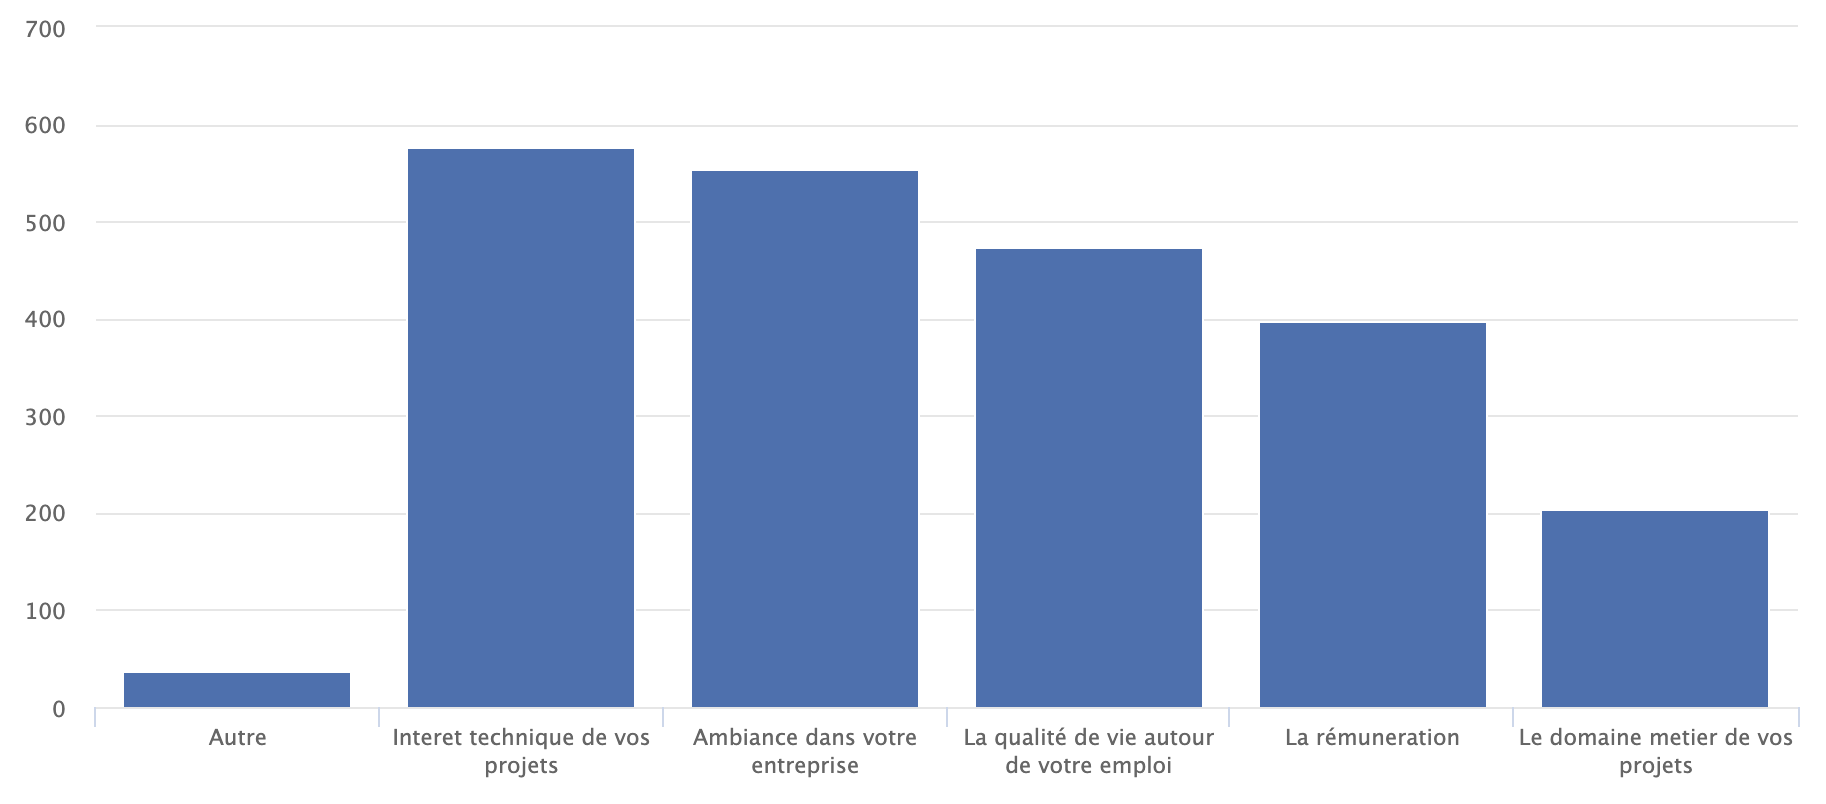 700
600
500
400
300
200
100
0
Autre
Interet technique de vos
projets
Ambiance dans votre
entreprise
La qualité de vie autour
de votre emploi
La rémuneration
Le domaine metier de vos
projets